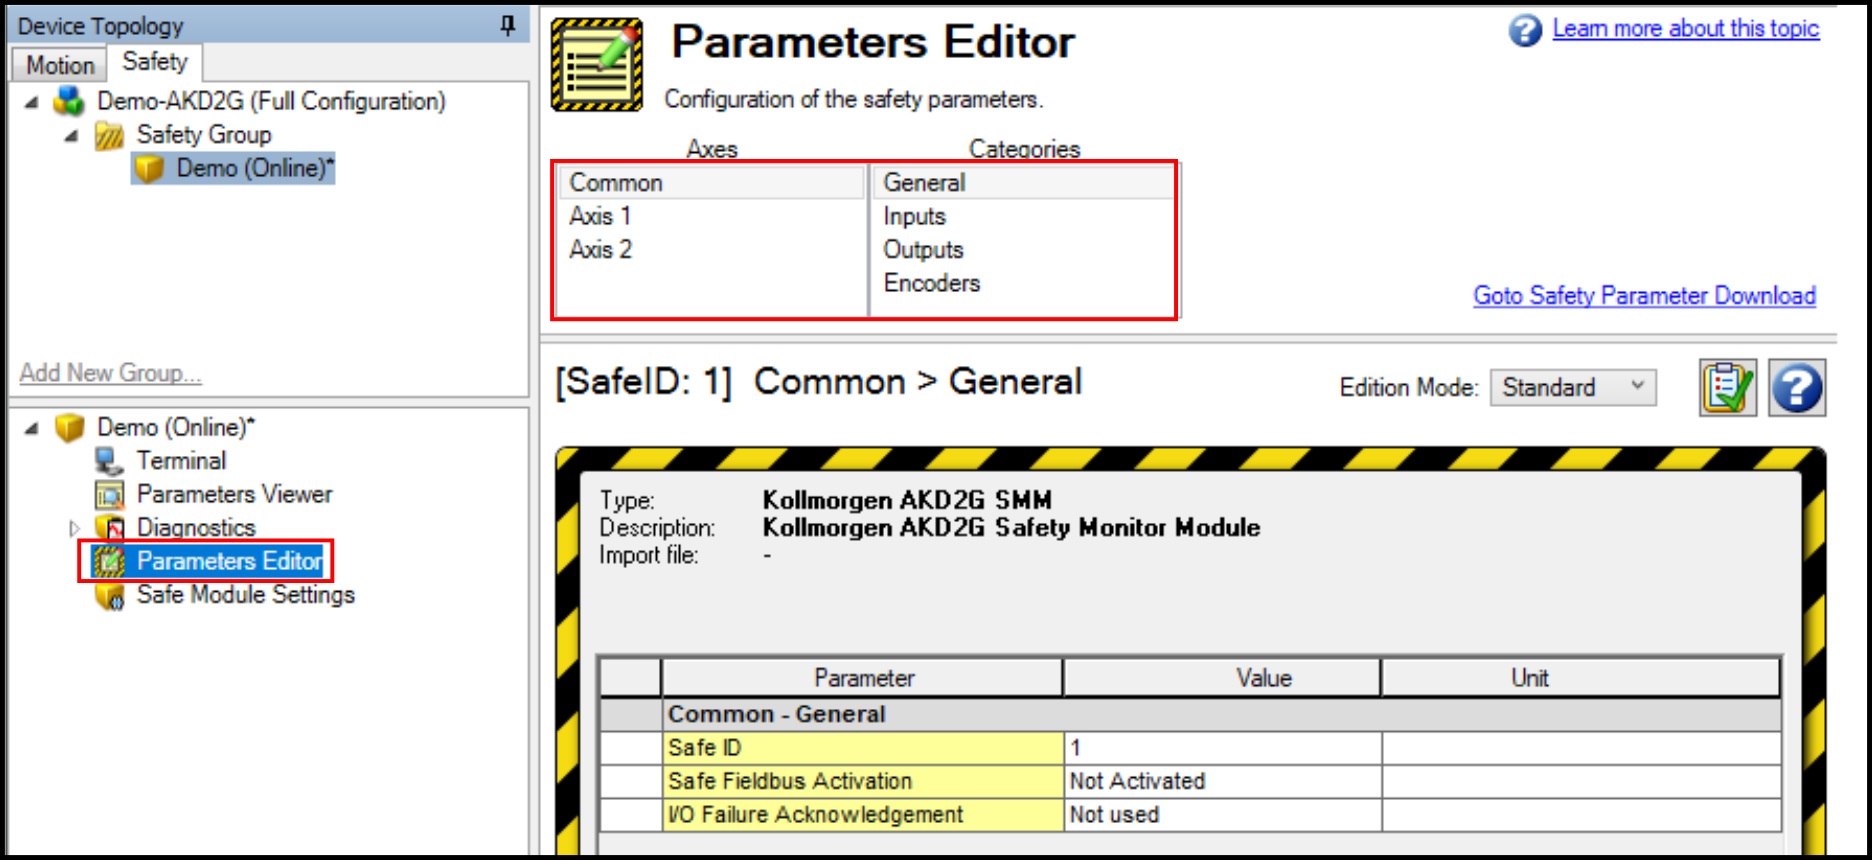 Device Topology
Motion Safety
Demo-AKD2G (Full Configuration)
Safety Group
Demo (Online)*
Add New Group...
Demo (Online)*
Terminal
Parameters Viewer
Diagnostics
Parameters Editor
Safe Module Settings
Parameters Editor
Learn more about this topic
Configuration of the safety parameters.
Axes Categories
Common General
Axis 1 Inputs
Axis 2 Outputs
Encoders
Goto Safety Parameter Download
[SafeID: 1] Common > General
Edition Mode: Standard
Type: Kollmorgen AKD2G SMM
Description: Kollmorgen AKD2G Safety Monitor Module
Import file: -
Parameter Value Unit
Common - General
Safe ID 1
Safe Fieldbus Activation Not Activated
I/O Failure Acknowledgement Not used